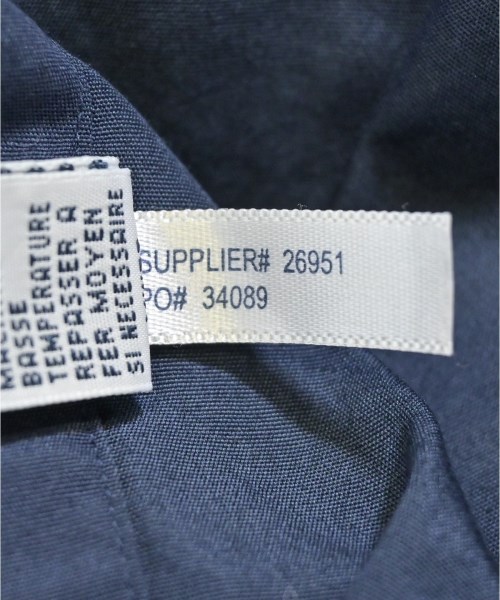 BASSE
TEMPERATURE
REPASSER A
FER MOYEN
SI NECESSAIRE
SUPPLIER# 26951
PO# 34089